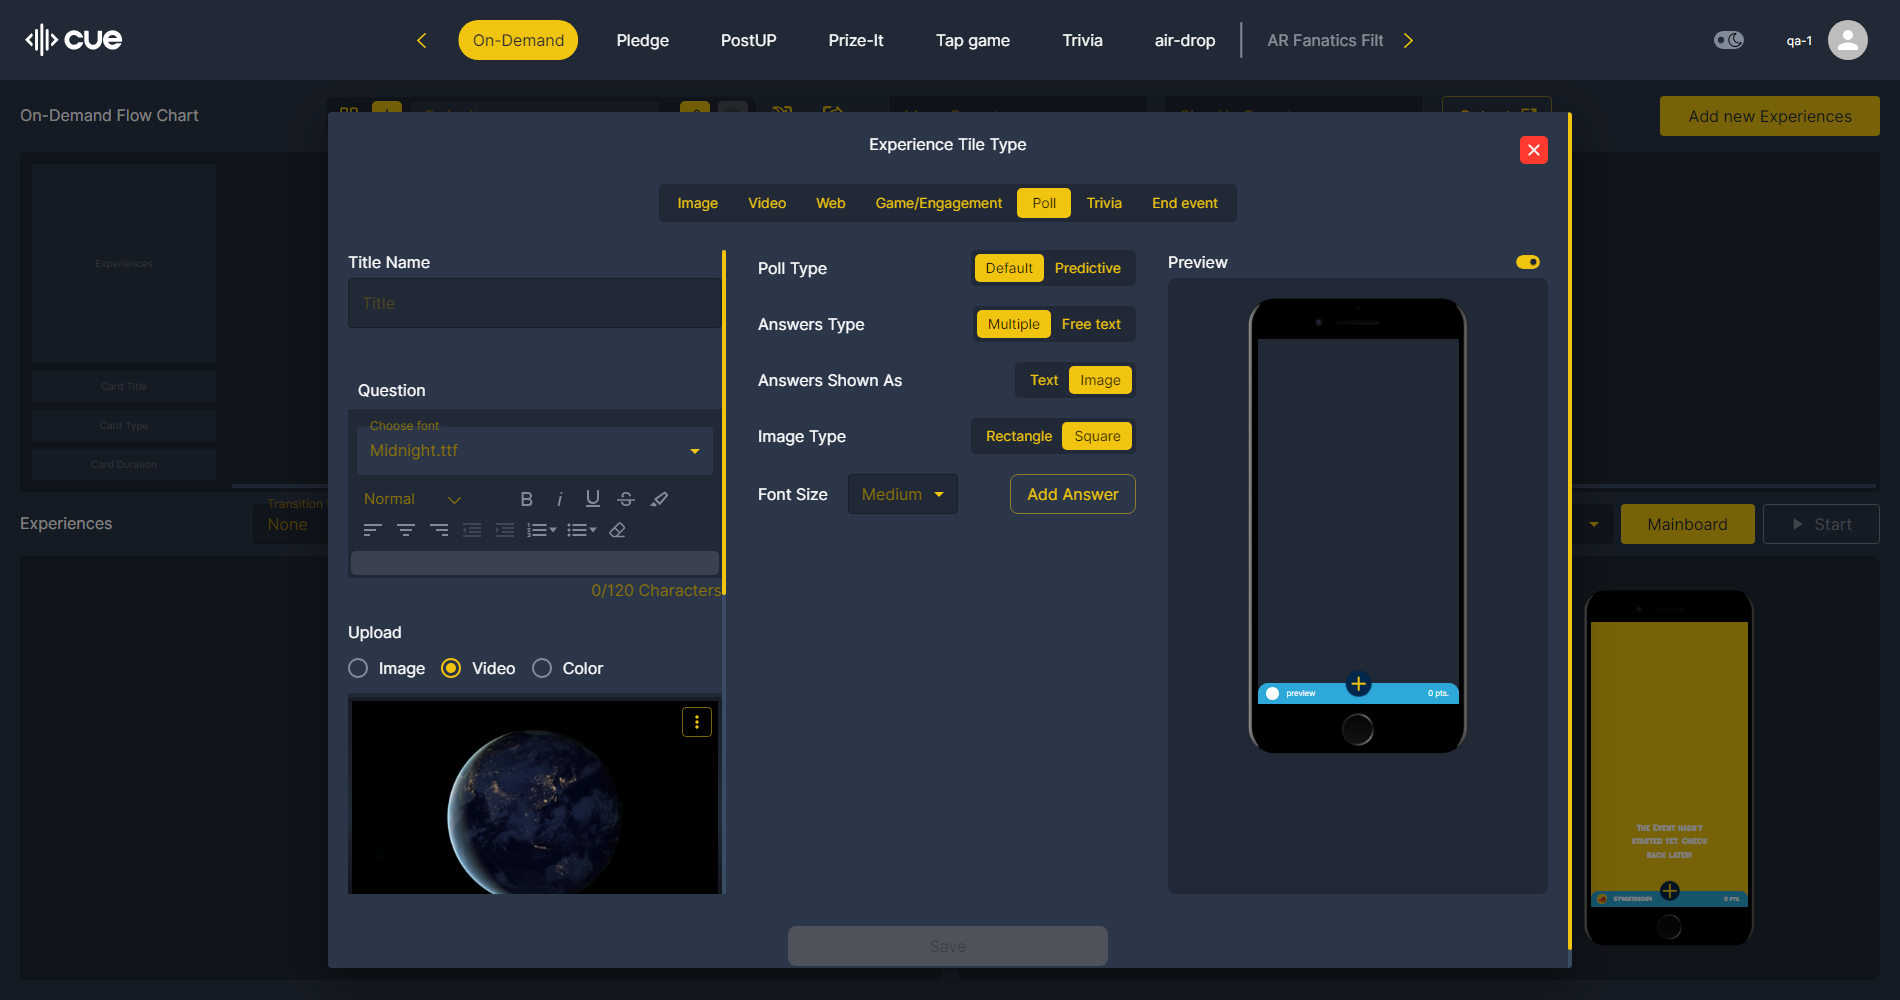 cue
On-Demand
Pledge
PostUP
Prize-It
Tap game
Trivia
air-drop
AR Fanatics Filt
qa-1
On-Demand Flow Chart
Add new Experiences
Experience Tile Type
Image
Video
Web
Game/Engagement
Poll
Trivia
End event
Experiences
Card Title
Card Type
Card Duration
Title Name
Title
Question
Choose font
Midnight.ttf
Normal
0/120 Characters
Upload
Image
Video
Color
Poll Type
Default
Predictive
Answers Type
Multiple
Free text
Answers Shown As
Text
Image
Image Type
Rectangle
Square
Font Size
Medium
Add Answer
Preview
preview
0 pts.
Experiences
Transition
None
Mainboard
Start
The Event hasn't
started yet. Check
back later!
0 pts.
Save